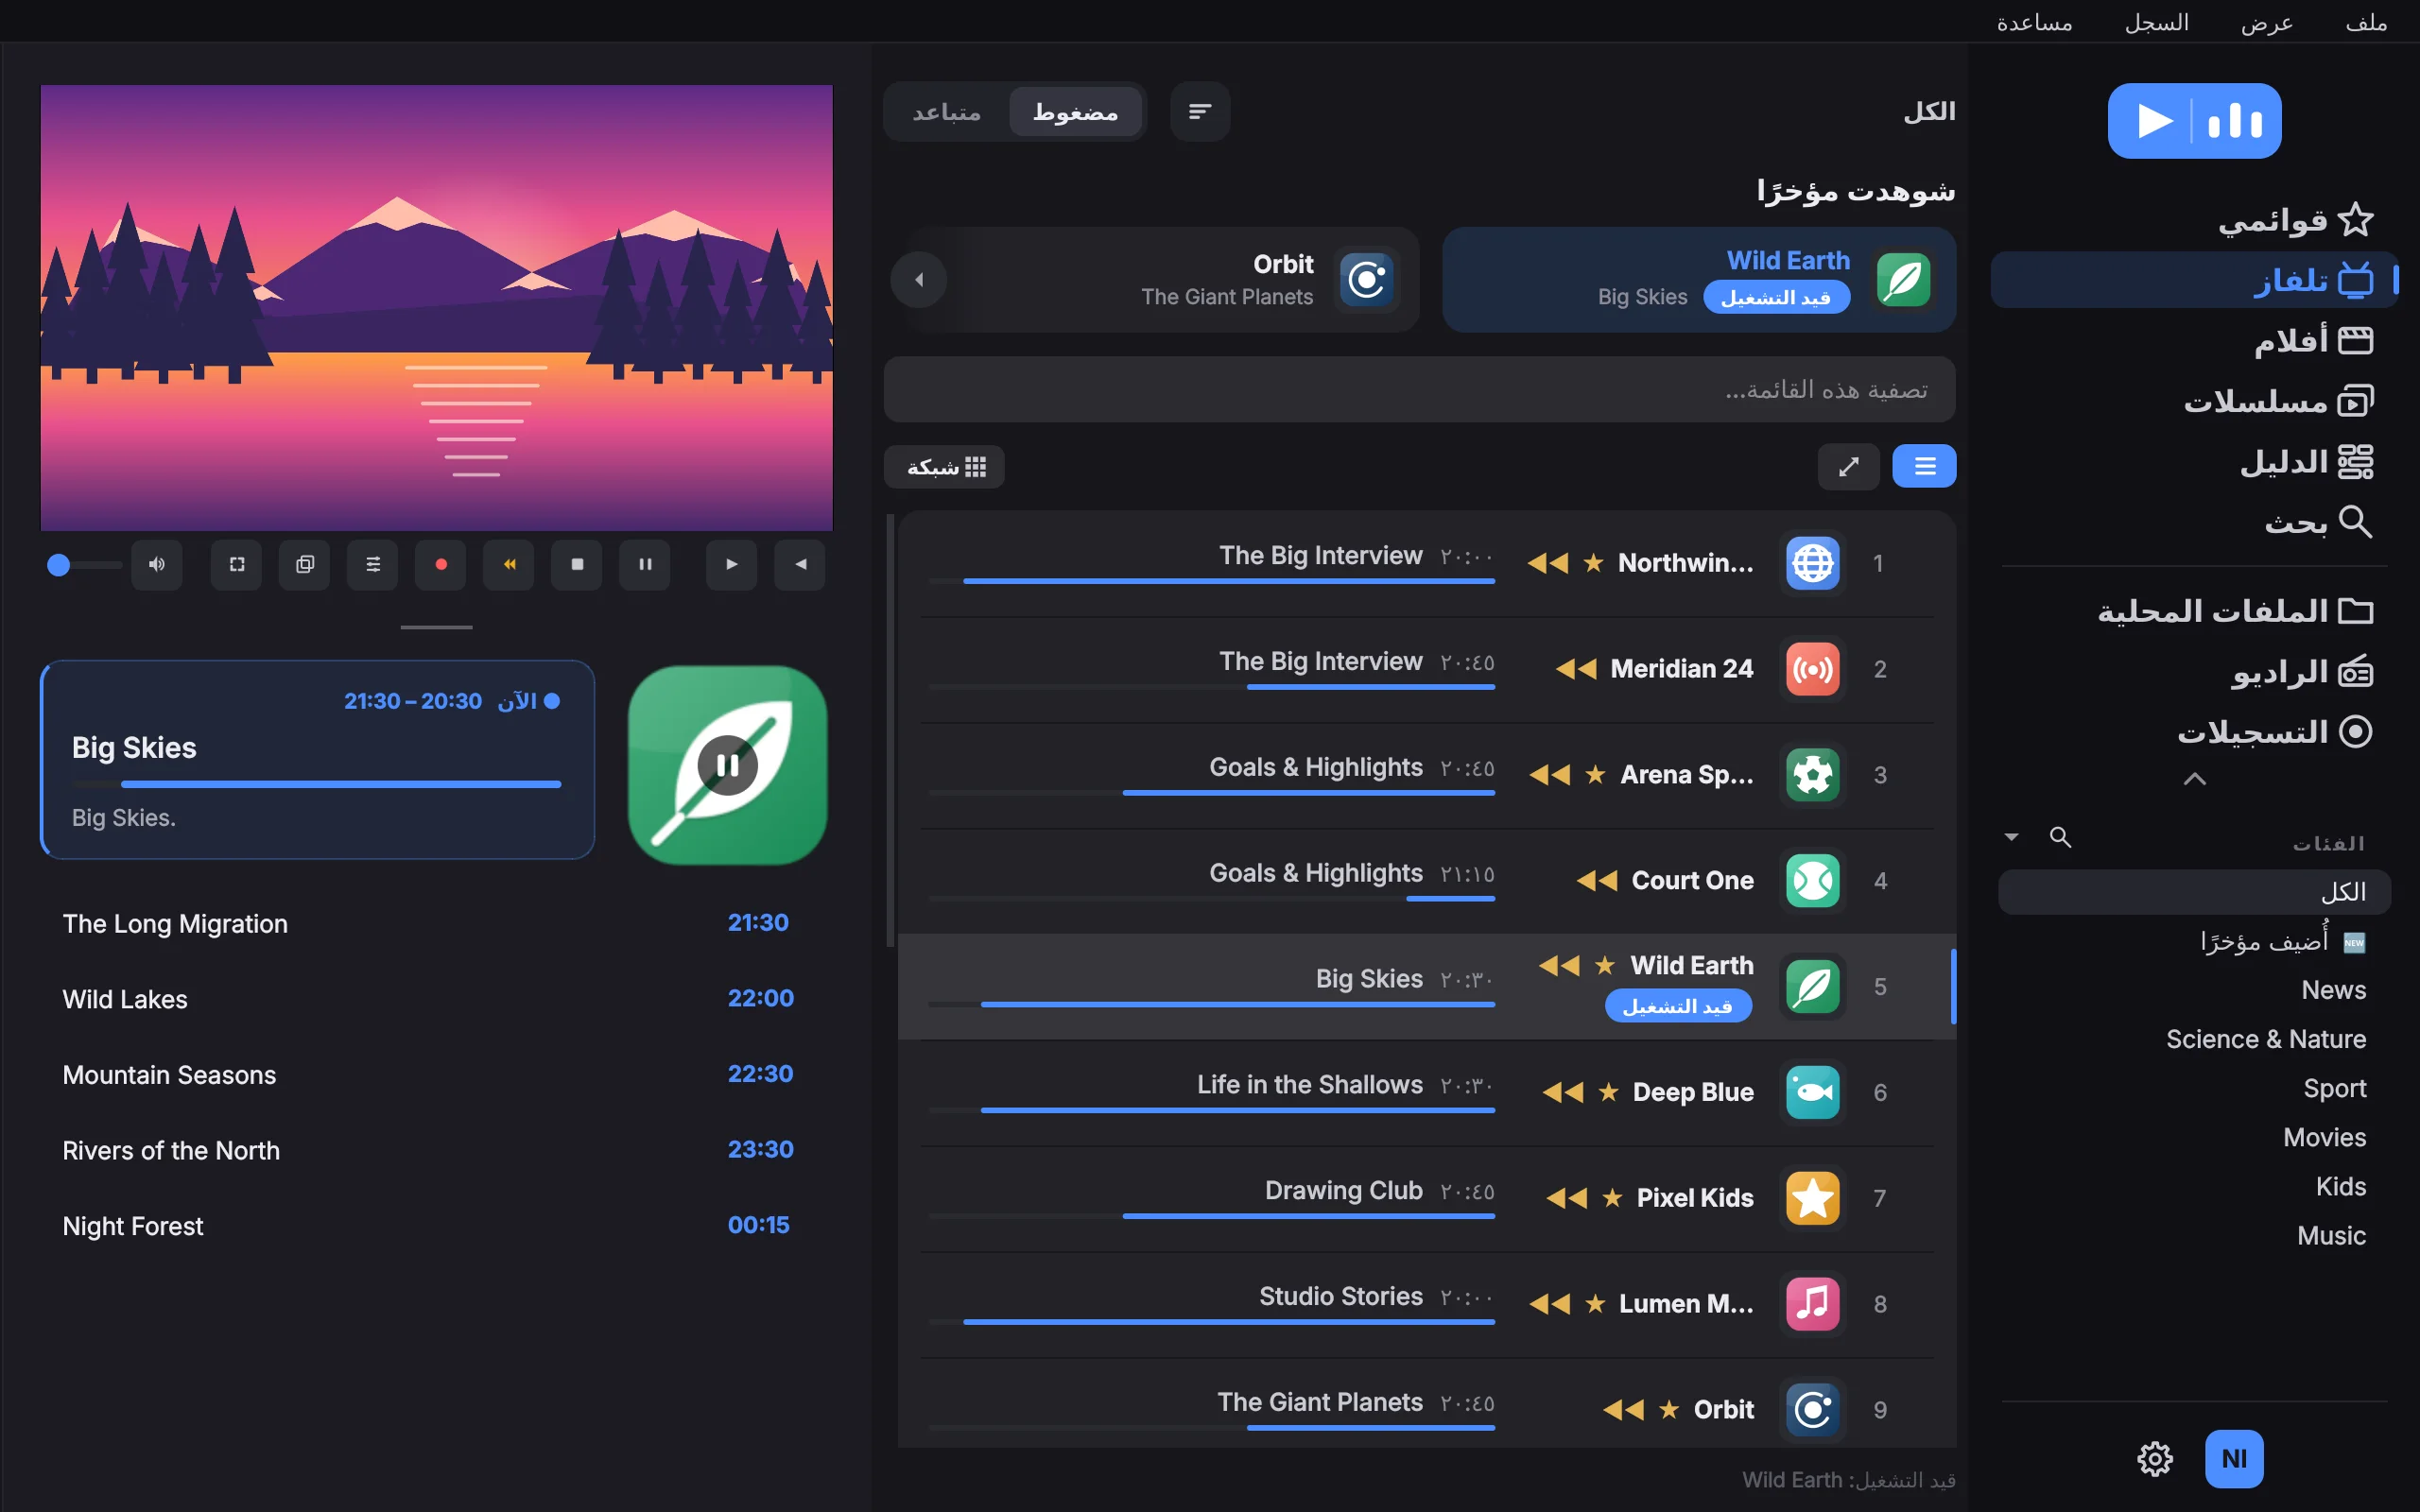 ملف عرض السجل مساعدة
قوائمي
تلفاز
أفلام
مسلسلات
الدليل
بحث
الملفات المحلية
الراديو
التسجيلات
الفئات
الكل
🆕 أُضيف مؤخرًا
News
Science & Nature
Sport
Movies
Kids
Music
NI
الكل
مضغوط متباعد
شوهدت مؤخرًا
Wild Earth
قيد التشغيل Big Skies
Orbit
The Giant Planets
تصفية هذه القائمة...
شبكة
1 Northwin... ٢٠:٠٠ The Big Interview
2 Meridian 24 ٢٠:٤٥ The Big Interview
3 Arena Sp... ٢٠:٤٥ Goals & Highlights
4 Court One ٢١:١٥ Goals & Highlights
5 Wild Earth ٢٠:٣٠ Big Skies
قيد التشغيل
6 Deep Blue ٢٠:٣٠ Life in the Shallows
7 Pixel Kids ٢٠:٤٥ Drawing Club
8 Lumen M... ٢٠:٠٠ Studio Stories
9 Orbit ٢٠:٤٥ The Giant Planets
قيد التشغيل: Wild Earth
الآن 21:30 – 20:30
Big Skies
Big Skies.
21:30 The Long Migration
22:00 Wild Lakes
22:30 Mountain Seasons
23:30 Rivers of the North
00:15 Night Forest